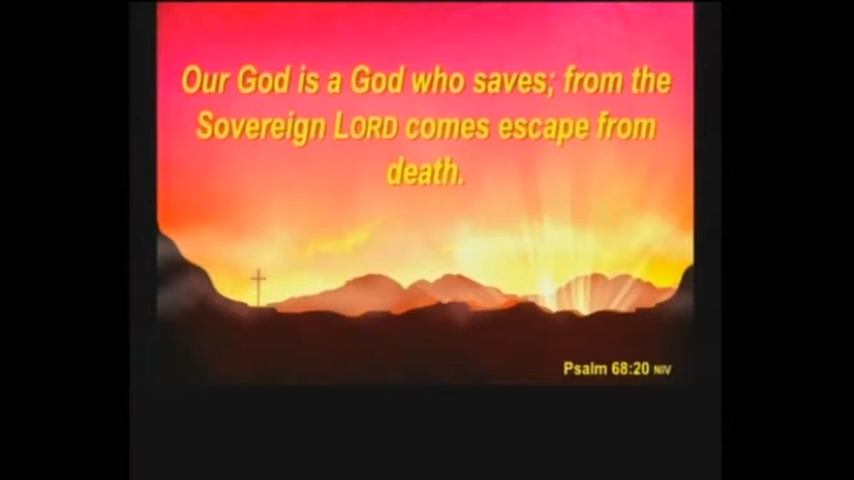 Our God is a God who saves; from the
Sovereign LORD comes escape from
death.
Psalm 68:20 NIV